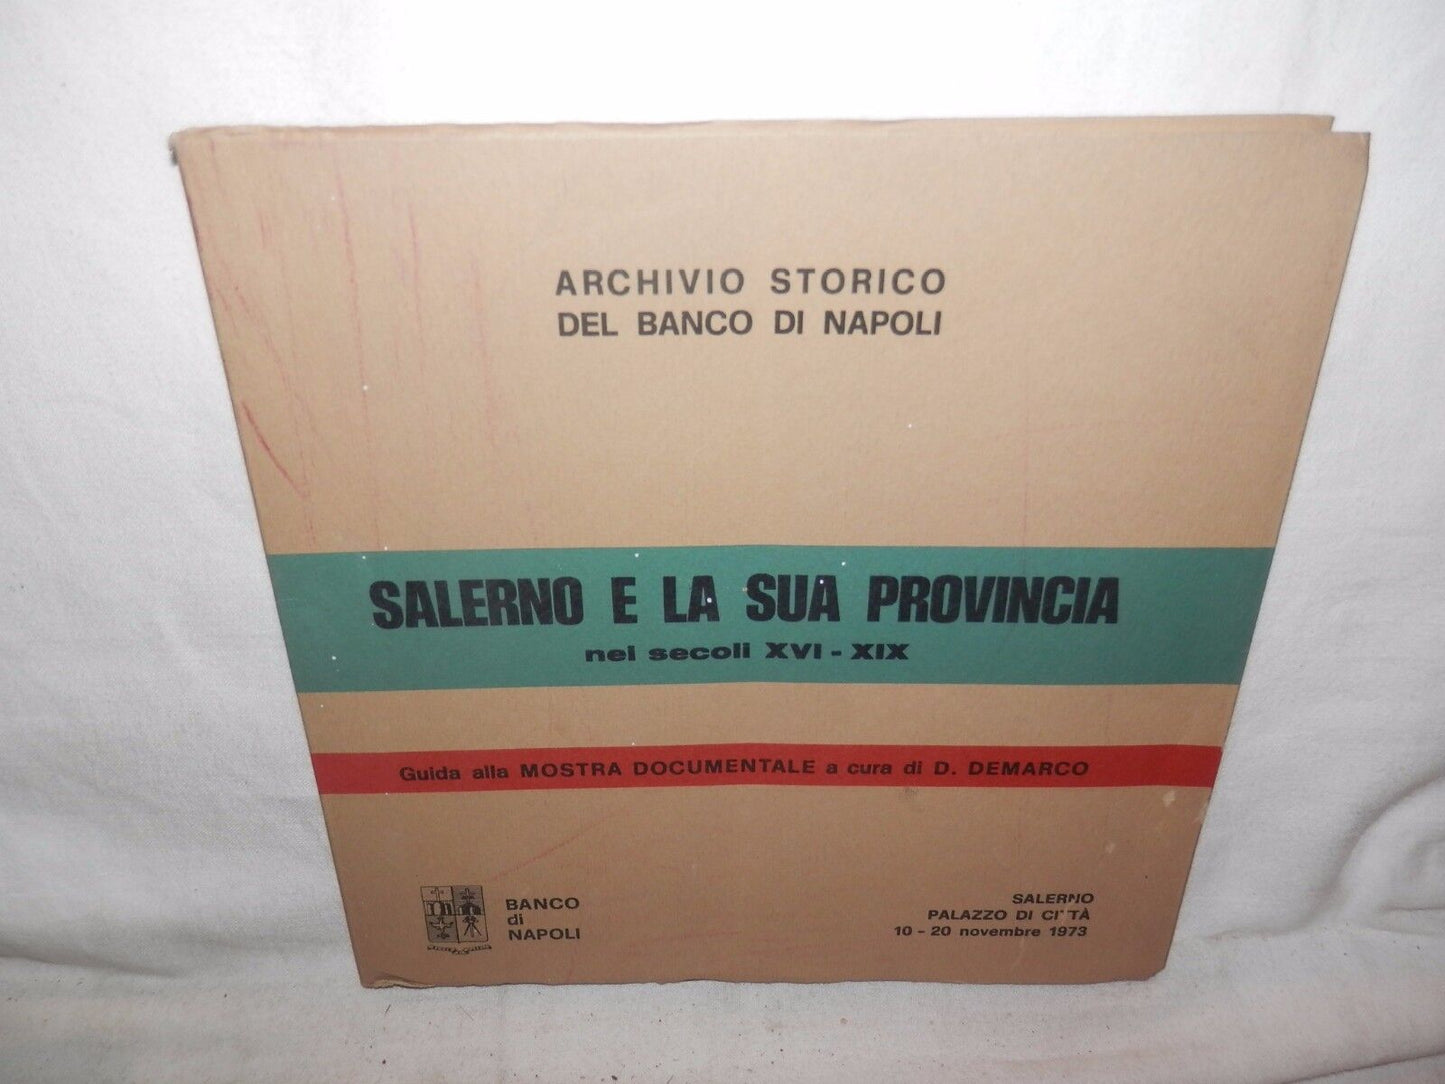 ARCHIVIO STORICO
DEL BANCO DI NAPOLI
SALERNO E LA SUA PROVINCIA
nei secoli XVI - XIX
Guida alla MOSTRA DOCUMENTALE a cura di D. DEMARCO
BANCO
di
NAPOLI
SALERNO
PALAZZO DI CITTÀ
10 - 20 novembre 1973